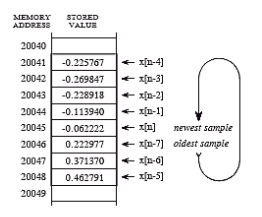 MEMORY STORED
ADDRESS VALUE
20040
20041 -0.225767 x[n-4]
20042 -0.269847 x[n-3]
20043 -0.228918 x[n-2]
20044 -0.113940 x[n-1]
20045 -0.062222 x[n] newest sample
20046 0.222977 x[n-7] oldest sample
20047 0.371370 x[n-6]
20048 0.462791 x[n-5]
20049